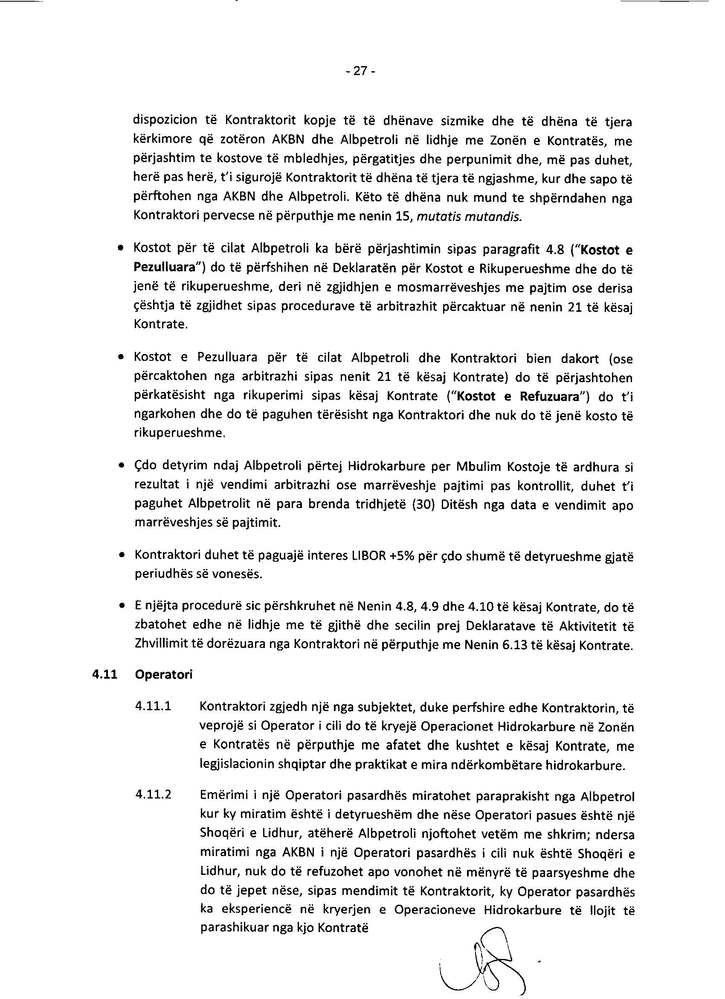 - 27 -
dispozicion të Kontraktorit kopje të të dhënave sizmike dhe të dhëna të tjera
kërkimore që zotëron AKBN dhe Albpetroli në lidhje me Zonën e Kontratës, me
përjashtim te kostove të mbledhjes, përgatitjes dhe perpunimit dhe, më pas duhet,
herë pas herë, t'i sigurojë Kontraktorit të dhëna të tjera të ngjashme, kur dhe sapo të
përftohen nga AKBN dhe Albpetroli. Këto të dhëna nuk mund te shpërndahen nga
Kontraktori pervecse në përputhje me nenin 15, mutatis mutandis.
• Kostot për të cilat Albpetroli ka bërë përjashtimin sipas paragrafit 4.8 ("Kostot e
Pezulluara") do të përfshihen në Deklaratën për Kostot e Rikuperueshme dhe do të
jenë të rikuperueshme, deri në zgjidhjen e mosmarrëveshjes me pajtim ose derisa
çështja të zgjidhet sipas procedurave të arbitrazhit përcaktuar në nenin 21 të kësaj
Kontrate.
• Kostot e Pezulluara për të cilat Albpetroli dhe Kontraktori bien dakort (ose
përcaktohen nga arbitrazhi sipas nenit 21 të kësaj Kontrate) do të përjashtohen
përkatësisht nga rikuperimi sipas kësaj Kontrate ("Kostot e Refuzuara") do t'i
ngarkohen dhe do të paguhen tërësisht nga Kontraktori dhe nuk do të jenë kosto të
rikuperueshme.
• Çdo detyrim ndaj Albpetroli përtej Hidrokarbure per Mbulim Kostoje të ardhura si
rezultat i një vendimi arbitrazhi ose marrëveshje pajtimi pas kontrollit, duhet t'i
paguhet Albpetrolit në para brenda tridhjetë (30) Ditësh nga data e vendimit apo
marrëveshjes së pajtimit.
• Kontraktori duhet të paguajë interes LIBOR +5% për çdo shumë të detyrueshme gjatë
periudhës së vonesës.
• E njëjta procedurë sic përshkruhet në Nenin 4.8, 4.9 dhe 4.10 të kësaj Kontrate, do të
zbatohet edhe në lidhje me të gjithë dhe secilin prej Deklaratave të Aktivitetit të
Zhvillimit të dorëzuara nga Kontraktori në përputhje me Nenin 6.13 të kësaj Kontrate.
4.11 Operatori
4.11.1 Kontraktori zgjedh një nga subjektet, duke perfshire edhe Kontraktorin, të
veprojë si Operator i cili do të kryejë Operacionet Hidrokarbure në Zonën
e Kontratës në përputhje me afatet dhe kushtet e kësaj Kontrate, me
legjislacionin shqiptar dhe praktikat e mira ndërkombëtare hidrokarbure.
4.11.2 Emërimi i një Operatori pasardhës miratohet paraprakisht nga Albpetrol
kur ky miratim është i detyrueshëm dhe nëse Operatori pasues është një
Shoqëri e Lidhur, atëherë Albpetroli njoftohet vetëm me shkrim; ndersa
miratimi nga AKBN i një Operatori pasardhës i cili nuk është Shoqëri e
Lidhur, nuk do të refuzohet apo vonohet në mënyrë të paarsyeshme dhe
do të jepet nëse, sipas mendimit të Kontraktorit, ky Operator pasardhës
ka eksperiencë në kryerjen e Operacioneve Hidrokarbure të llojit të
parashikuar nga kjo Kontratë